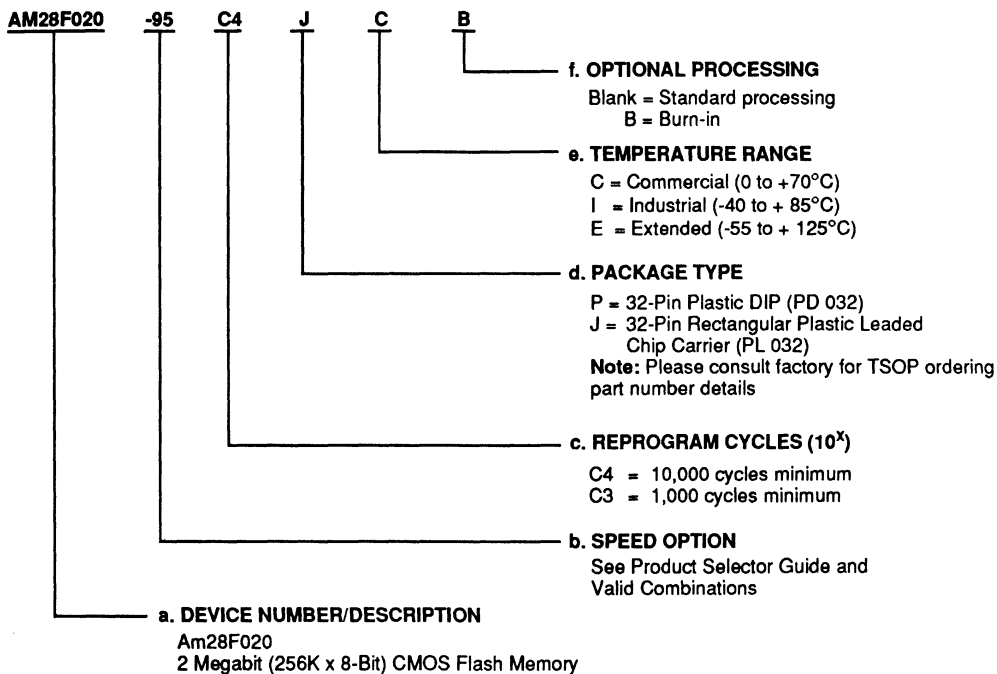 AM28F020 -95 C4 J C B
f. OPTIONAL PROCESSING
Blank = Standard processing
B = Burn-in
e. TEMPERATURE RANGE
C = Commercial (0 to +70°C)
I = Industrial (-40 to + 85°C)
E = Extended (-55 to + 125°C)
d. PACKAGE TYPE
P = 32-Pin Plastic DIP (PD 032)
J = 32-Pin Rectangular Plastic Leaded
Chip Carrier (PL 032)
Note: Please consult factory for TSOP ordering
part number details
c. REPROGRAM CYCLES (10ˣ)
C4 = 10,000 cycles minimum
C3 = 1,000 cycles minimum
b. SPEED OPTION
See Product Selector Guide and
Valid Combinations
a. DEVICE NUMBER/DESCRIPTION
Am28F020
2 Megabit (256K x 8-Bit) CMOS Flash Memory